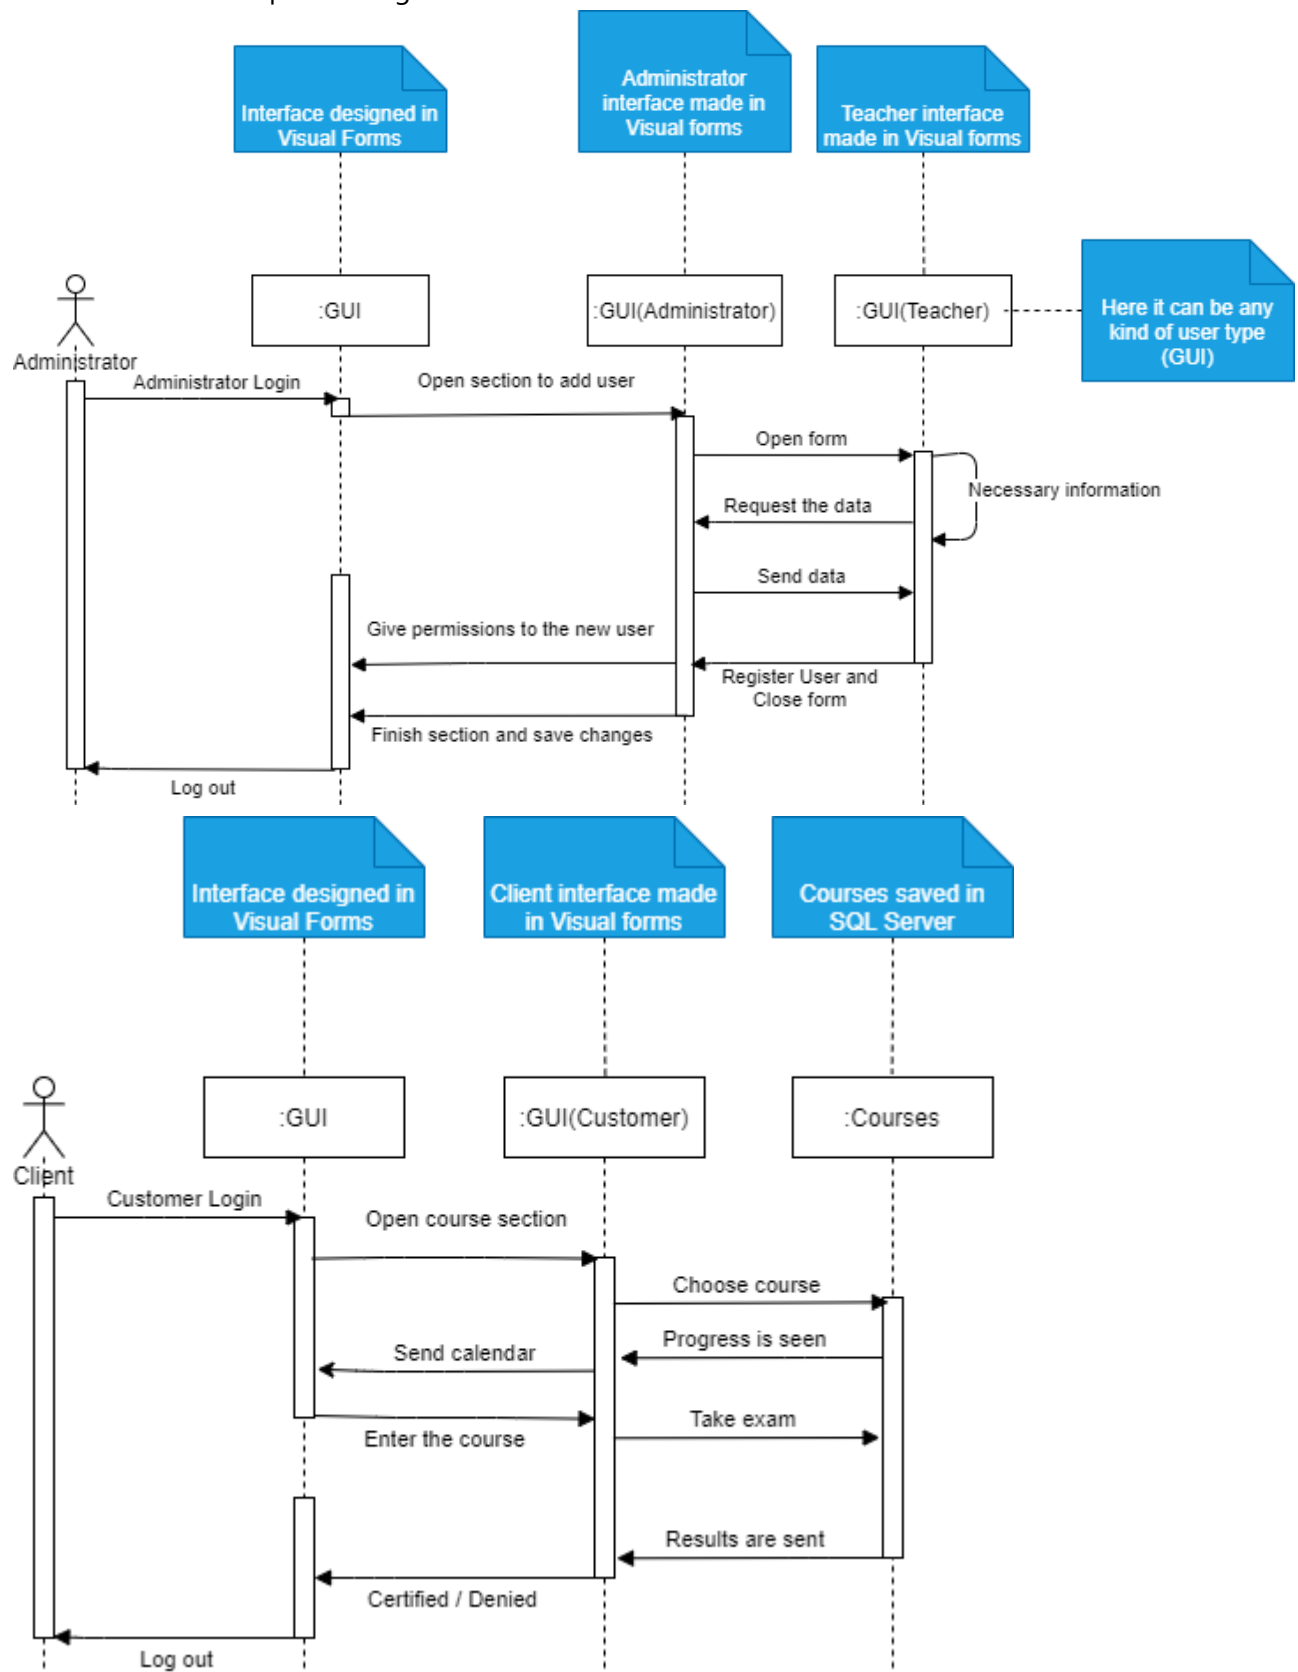 Interface designed in
Visual Forms
Administrator
interface made in
Visual forms
Teacher interface
made in Visual forms
Here it can be any
kind of user type
(GUI)
Administrator
:GUI
:GUI(Administrator)
:GUI(Teacher)
Administrator Login
Open section to add user
Open form
Necessary information
Request the data
Send data
Give permissions to the new user
Register User and
Close form
Finish section and save changes
Log out
Interface designed in
Visual Forms
Client interface made
in Visual forms
Courses saved in
SQL Server
Client
:GUI
:GUI(Customer)
:Courses
Customer Login
Open course section
Choose course
Progress is seen
Send calendar
Take exam
Enter the course
Results are sent
Certified / Denied
Log out